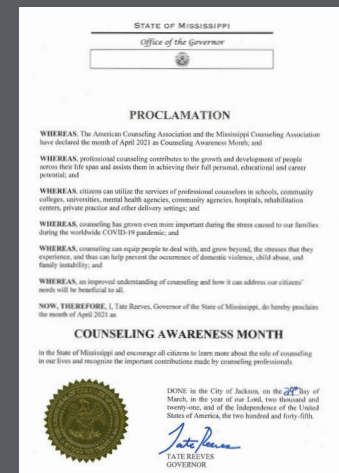 STATE OF MISSISSIPPI
Office of the Governor
PROCLAMATION
WHEREAS, The American Counseling Association and the Mississippi Counseling Association
have declared the month of April 2021 as Counseling Awareness Month; and
WHEREAS, professional counseling contributes to the growth and development of people
across their life span and assists them in achieving their full personal, educational and career
potential; and
WHEREAS, citizens can utilize the services of professional counselors in schools, community
colleges, universities, mental health agencies, community agencies, hospitals, rehabilitation
centers, private practice and other delivery settings; and
WHEREAS, counseling has grown even more important during the stress caused to our families
during the worldwide COVID-19 pandemic; and
WHEREAS, counseling can equip people to deal with, and grow beyond, the stresses that they
experience, and thus can help prevent the occurrence of domestic violence, child abuse, and
family instability; and
WHEREAS, an improved understanding of counseling and how it can address our citizens'
needs will be beneficial to all.
NOW, THEREFORE, I, Tate Reeves, Governor of the State of Mississippi, do hereby proclaim
the month of April 2021 as
COUNSELING AWARENESS MONTH
in the State of Mississippi and encourage all citizens to learn more about the role of counseling
in our lives and recognize the important contributions made by counseling professionals.
DONE in the City of Jackson, on the 29th day of
March, in the year of our Lord, two thousand and
twenty-one, and of the Independence of the United
States of America, the two hundred and forty-fifth.
Tate Reeves
TATE REEVES
GOVERNOR